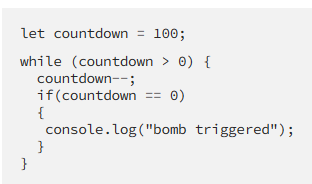 let countdown = 100;
while (countdown > 0) {
  countdown--;
  if(countdown == 0)
  {
   console.log("bomb triggered");
  }
}